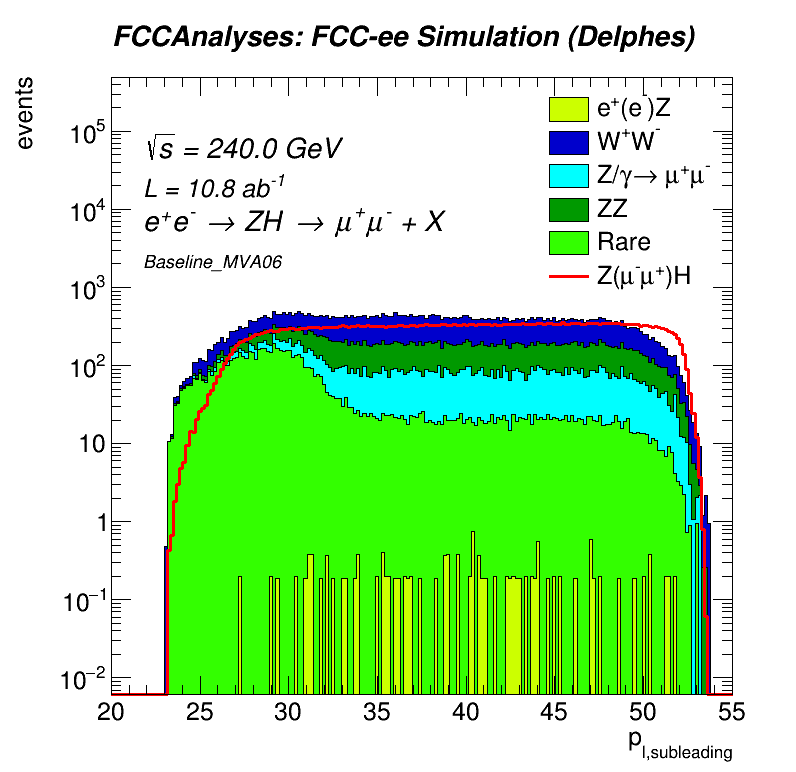 FCCAnalyses: FCC-ee Simulation (Delphes)
events
√s = 240.0 GeV
L = 10.8 ab⁻¹
e⁺e⁻ → ZH → μ⁺μ⁻ + X
Baseline_MVA06
e⁺(e⁻)Z
W⁺W⁻
Z/γ→ μ⁺μ⁻
ZZ
Rare
Z(μ⁻μ⁺)H
10⁵
10⁴
10³
10²
10
1
10⁻¹
10⁻²
20 25 30 35 40 45 50 55
p_l,subleading